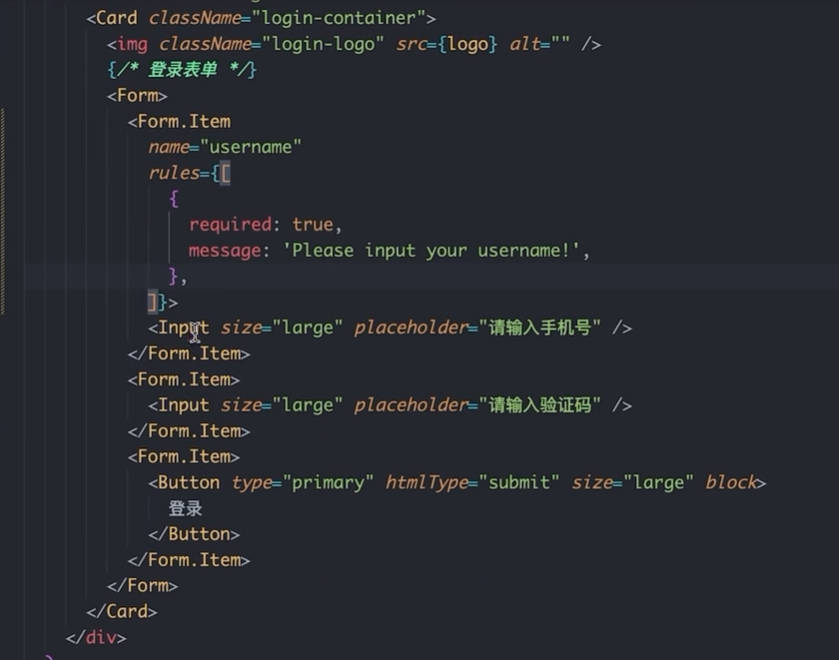 <Card className="login-container">
<img className="login-logo" src={logo} alt="" />
{/* 登录表单 */}
<Form>
<Form.Item
name="username"
rules={[
{
required: true,
message: 'Please input your username!',
},
]}>
<Input size="large" placeholder="请输入手机号" />
</Form.Item>
<Form.Item>
<Input size="large" placeholder="请输入验证码" />
</Form.Item>
<Form.Item>
<Button type="primary" htmlType="submit" size="large" block>
登录
</Button>
</Form.Item>
</Form>
</Card>
</div>